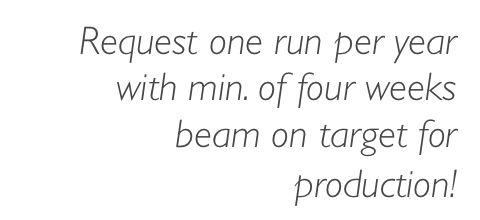 Request one run per year
with min. of four weeks
beam on target for
production!